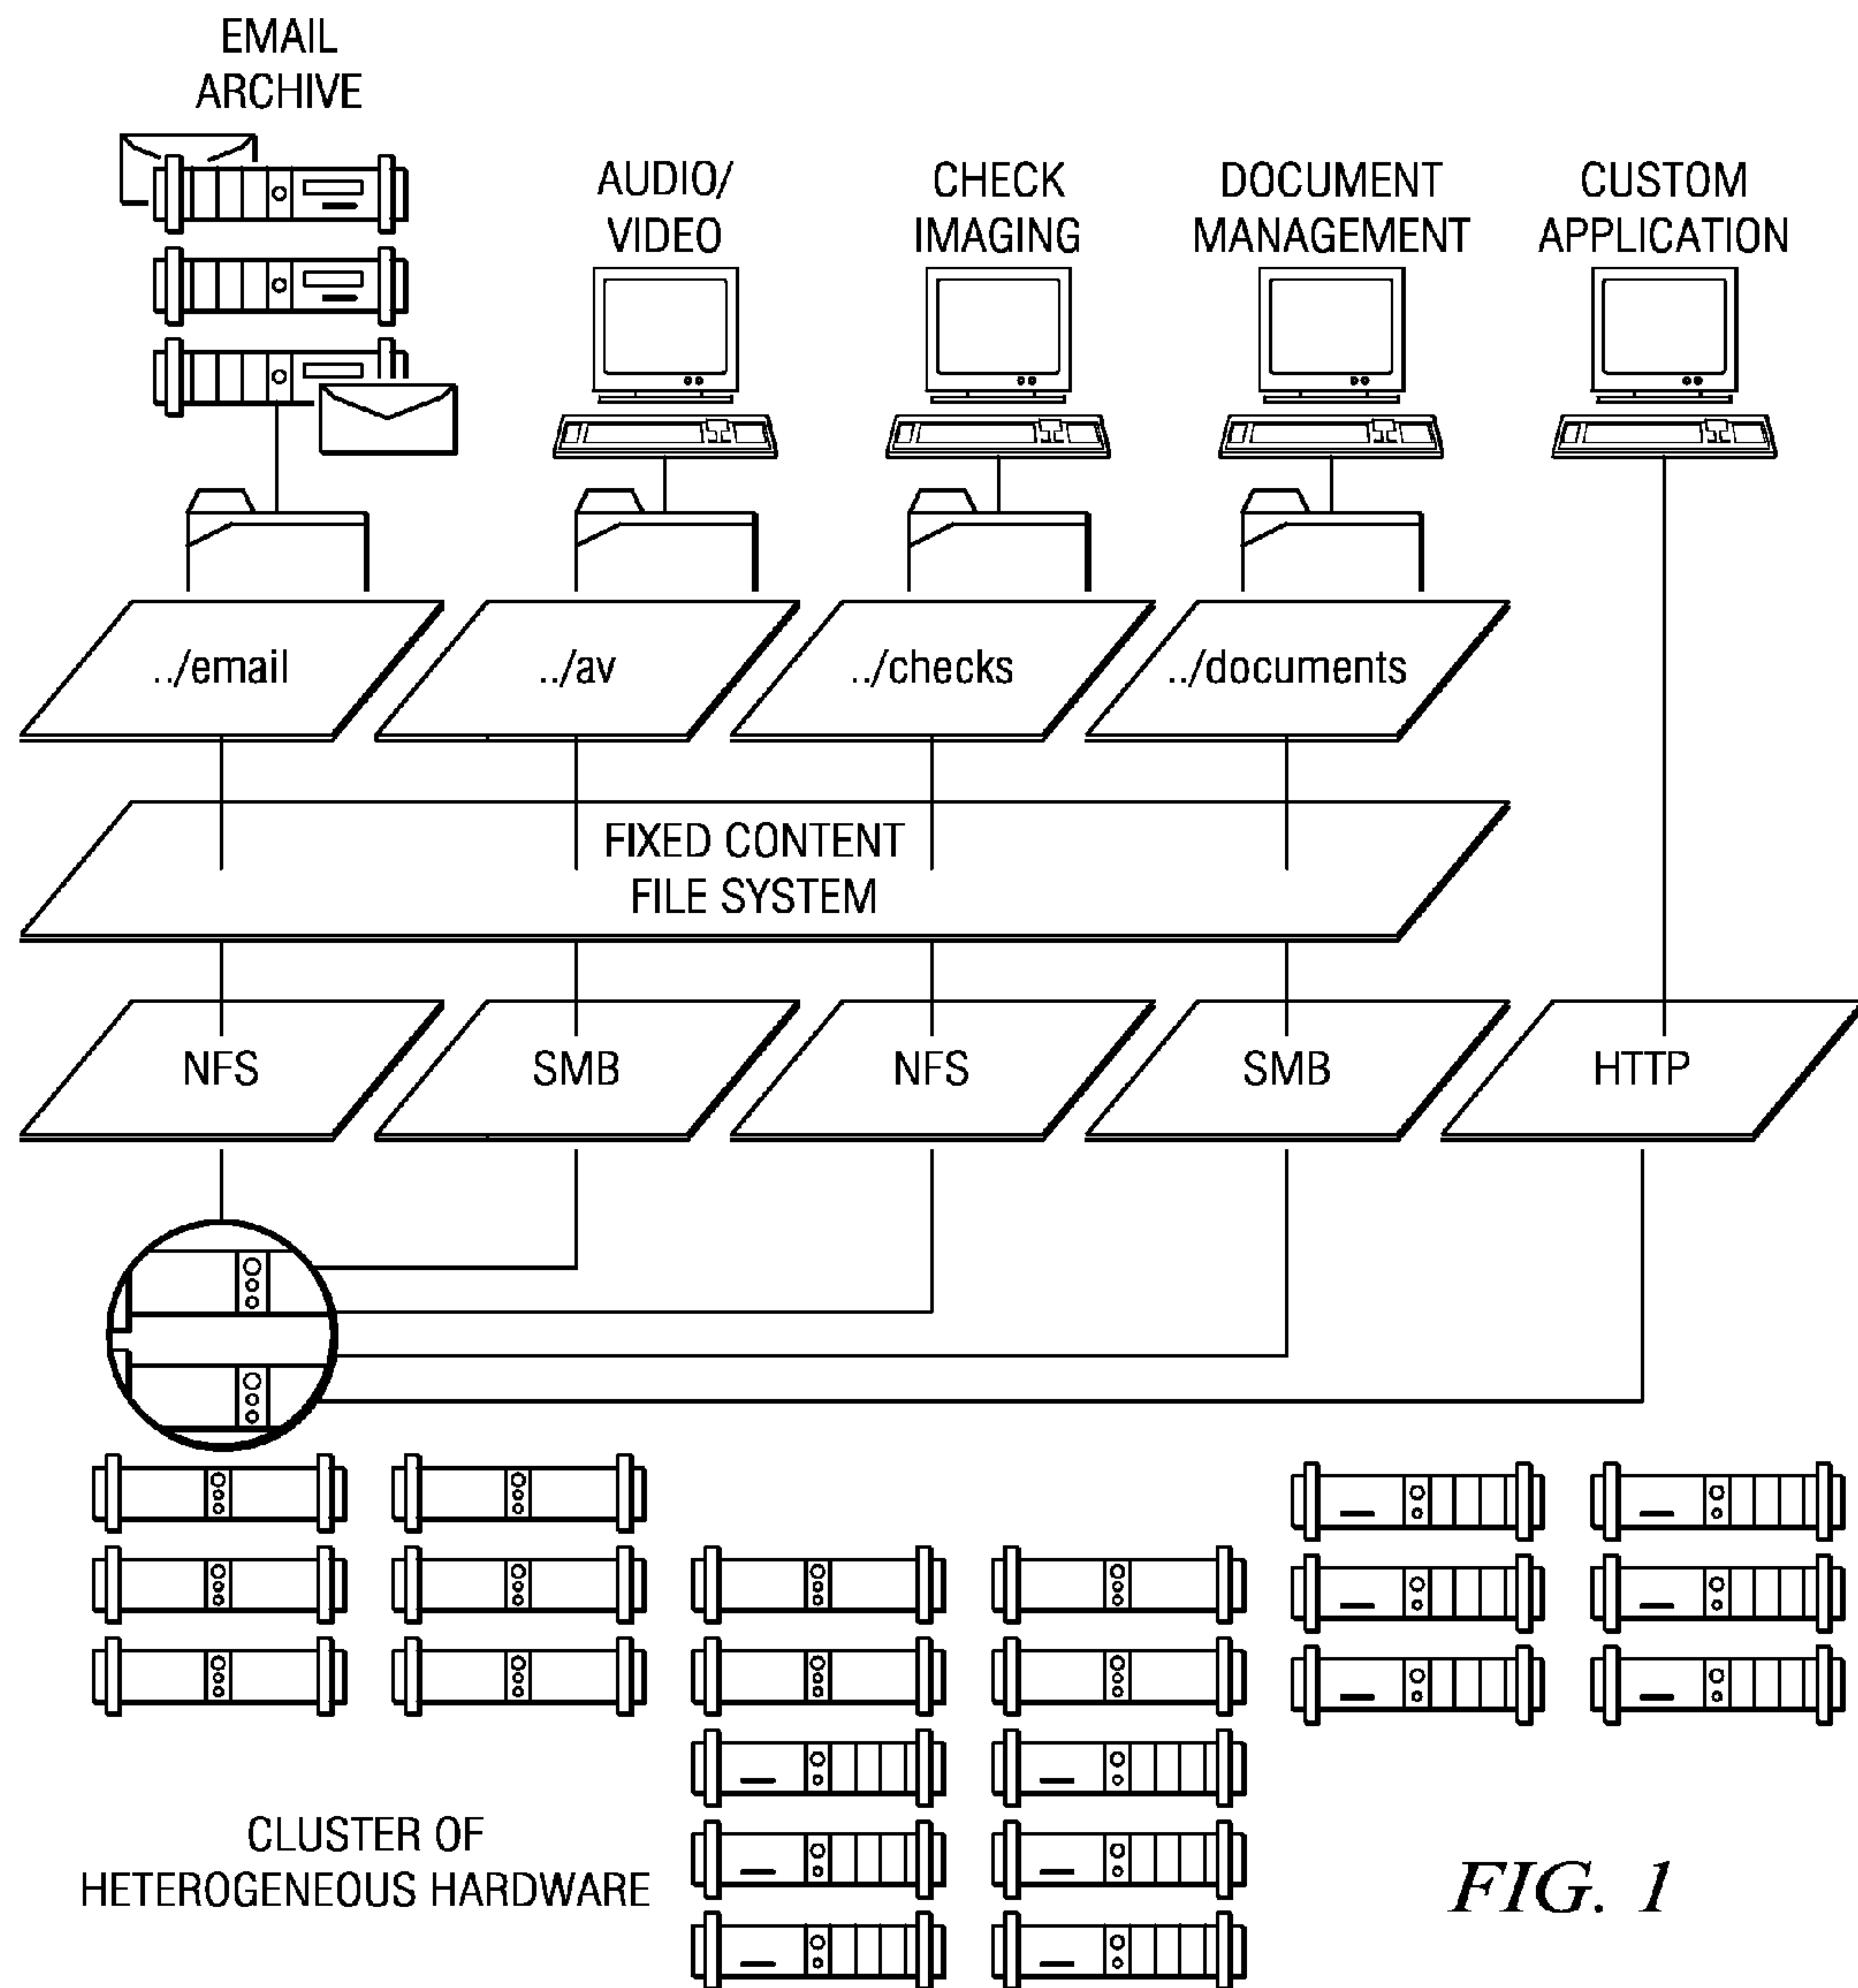 EMAIL
ARCHIVE
AUDIO/
VIDEO
CHECK
IMAGING
DOCUMENT
MANAGEMENT
CUSTOM
APPLICATION
../email
../av
../checks
../documents
FIXED CONTENT
FILE SYSTEM
NFS
SMB
NFS
SMB
HTTP
CLUSTER OF
HETEROGENEOUS HARDWARE
FIG. 1